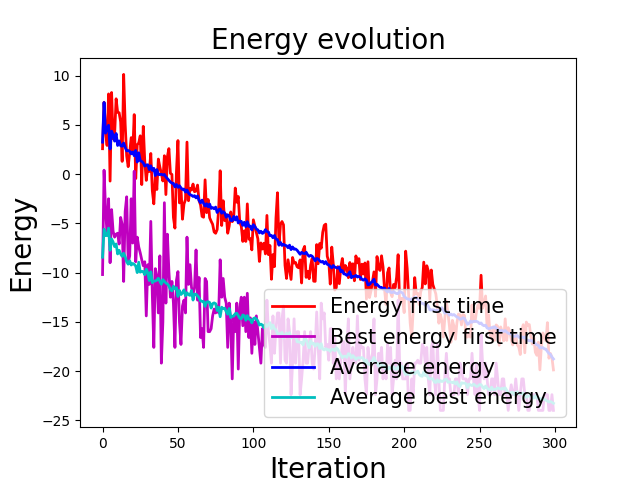 Energy evolution
10
5
0
−5
−10
−15
−20
−25
Energy
Energy first time
Best energy first time
Average energy
Average best energy
0 50 100 150 200 250 300
Iteration